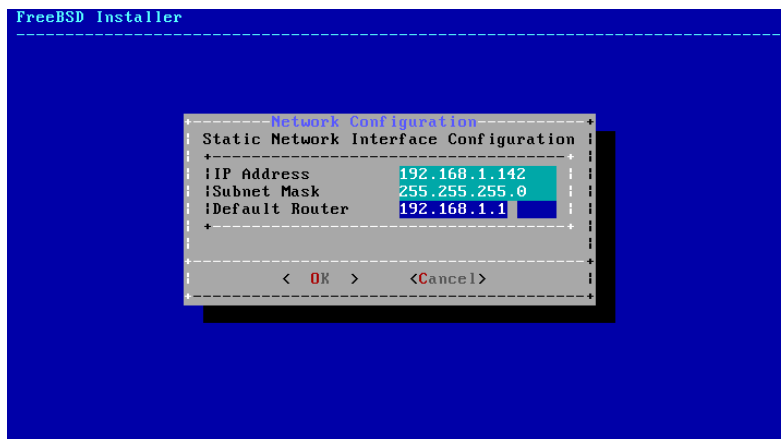 FreeBSD Installer
Network Configuration
Static Network Interface Configuration
IP Address 192.168.1.142
Subnet Mask 255.255.255.0
Default Router 192.168.1.1
< OK > <Cancel>